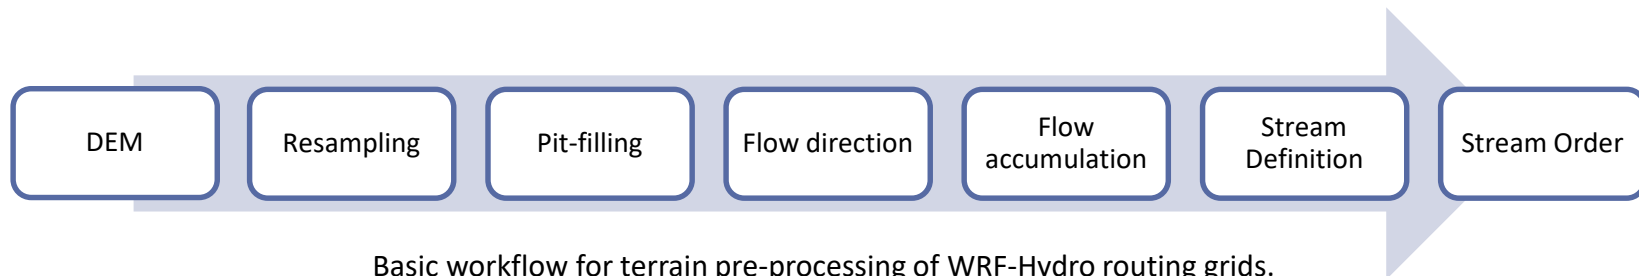 DEM
Resampling
Pit-filling
Flow direction
Flow
accumulation
Stream
Definition
Stream Order
Basic workflow for terrain pre-processing of WRF-Hydro routing grids.